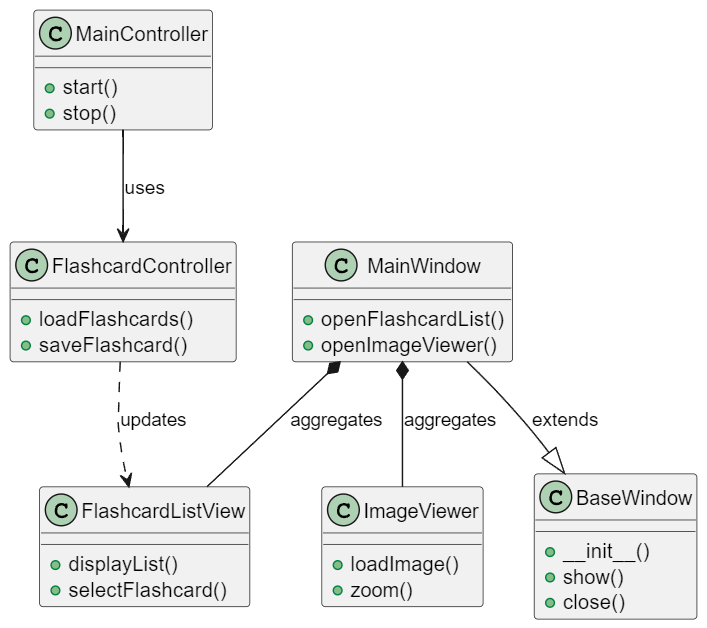 C MainController
start()
stop()
uses
C FlashcardController
loadFlashcards()
saveFlashcard()
C MainWindow
openFlashcardList()
openImageViewer()
updates
aggregates
aggregates
extends
C FlashcardListView
displayList()
selectFlashcard()
C ImageViewer
loadImage()
zoom()
C BaseWindow
__init__()
show()
close()